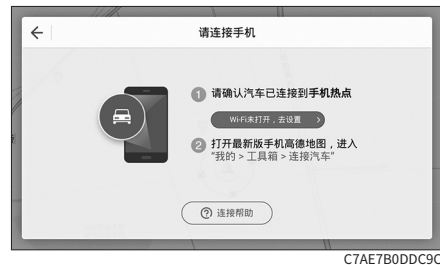 请连接手机
1 请确认汽车已连接到手机热点
Wi-Fi未打开，去设置 >
2 打开最新版手机高德地图，进入
“我的 > 工具箱 > 连接汽车”
? 连接帮助
C7AE7B0DDC9C